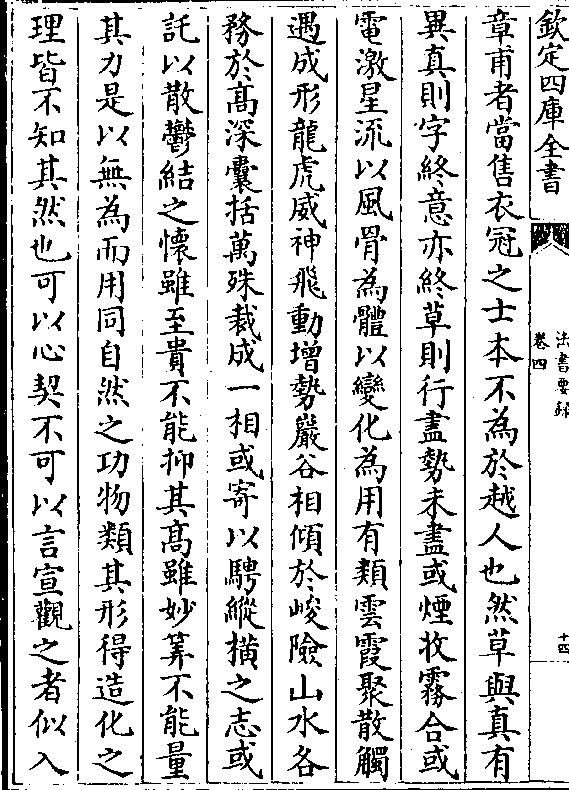 欽定四庫全書
法書要錄
卷四
十四
章甫者當售衣冠之士本不為於越人也然草與真有
異真則字終意亦終草則行盡勢未盡或煙收霧合或
電激星流以風骨為體以變化為用有類雲霞聚散觸
遇成形龍虎威神飛動增勢巖谷相傾於峻險山水各
務於髙深囊括萬殊裁成一相或寄以騁縱橫之志或
託以散鬱結之懷雖至貴不能抑其髙雖妙筭不能量
其力是以無為而用同自然之功物類其形得造化之
理皆不知其然也可以心契不可以言宣觀之者似入